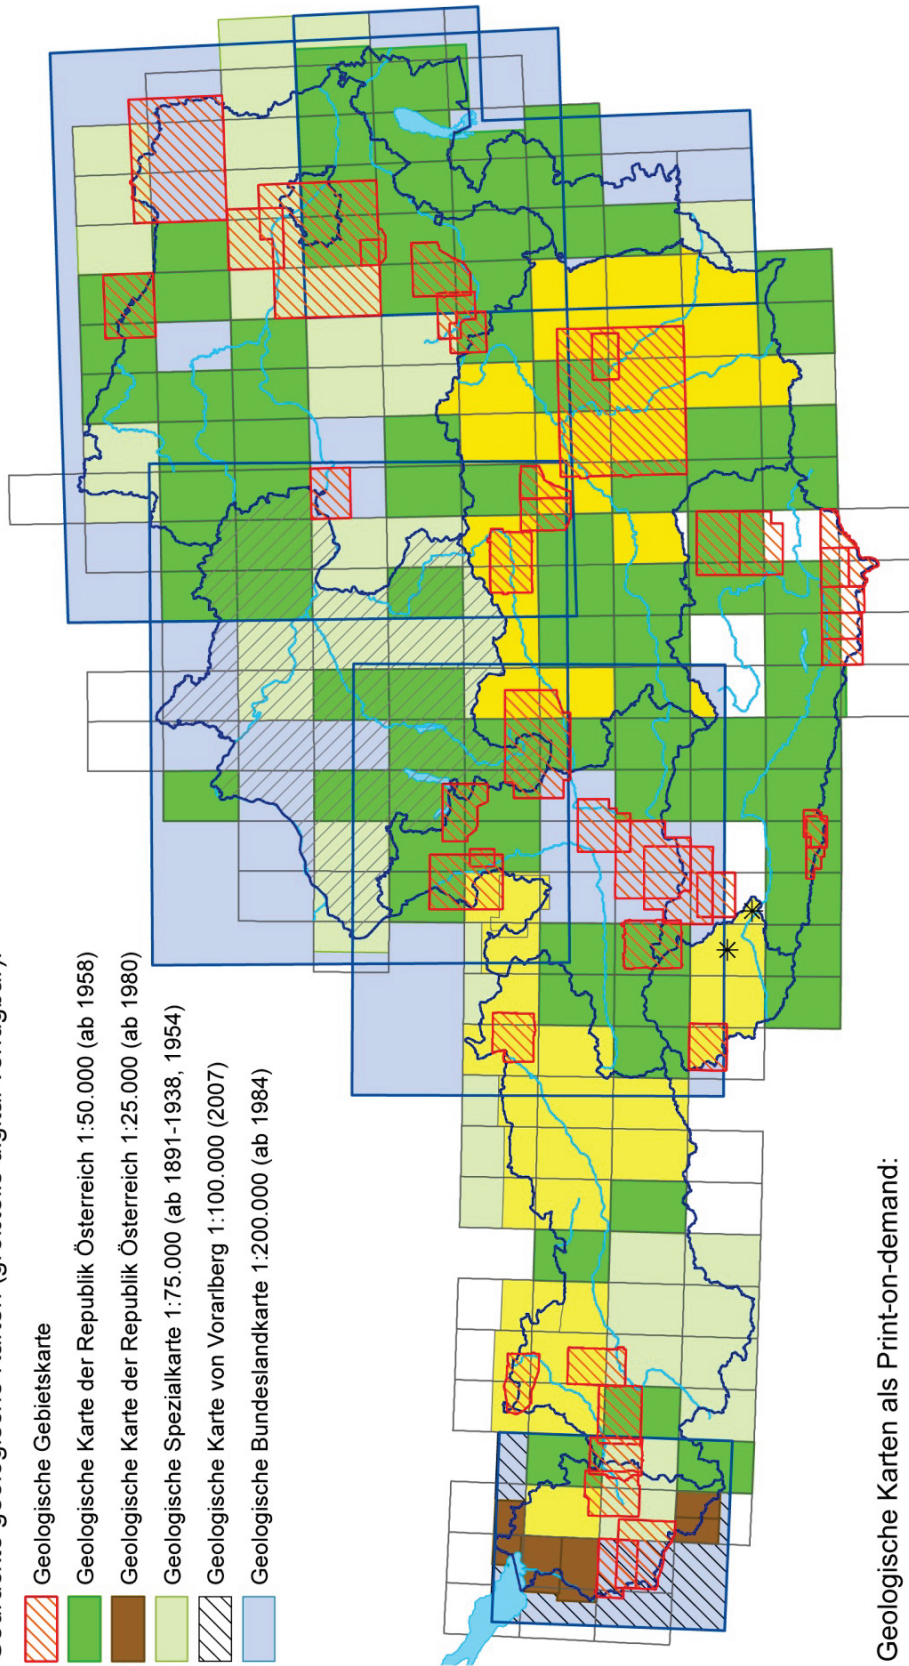 Geologische Gebietskarte
Geologische Karte der Republik Österreich 1:50.000 (ab 1958)
Geologische Karte der Republik Österreich 1:25.000 (ab 1980)
Geologische Spezialkarte 1:75.000 (ab 1891-1938, 1954)
Geologische Karte von Vorarlberg 1:100.000 (2007)
Geologische Bundeslandkarte 1:200.000 (ab 1984)
Geologische Karten als Print-on-demand: